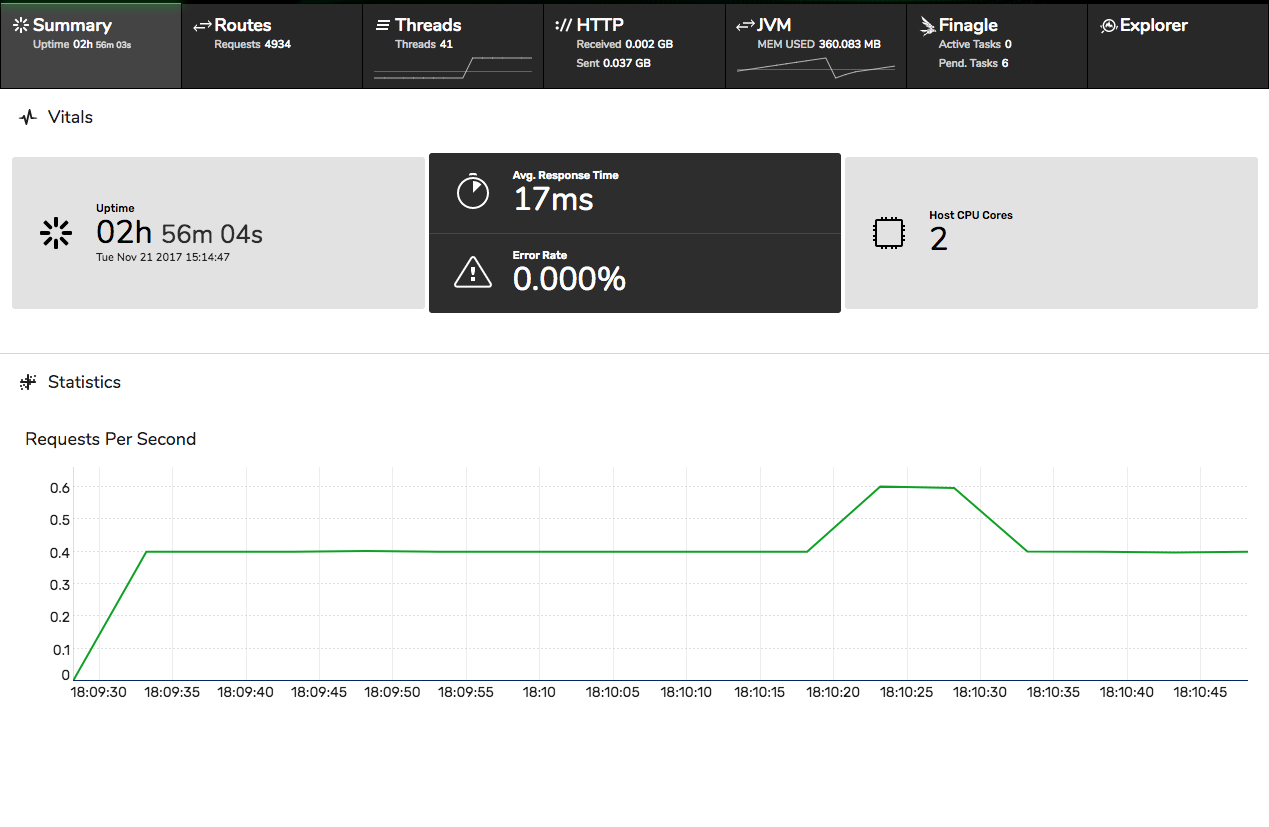 Summary
Uptime 02h 56m 03s
Routes
Requests 4934
Threads
Threads 41
:// HTTP
Received 0.002 GB
Sent 0.037 GB
JVM
MEM USED 360.083 MB
Finagle
Active Tasks 0
Pend. Tasks 6
Explorer
Vitals
Uptime
02h 56m 04s
Tue Nov 21 2017 15:14:47
Avg. Response Time
17ms
Error Rate
0.000%
Host CPU Cores
2
Statistics
Requests Per Second
0.6
0.5
0.4
0.3
0.2
0.1
0
18:09:30 18:09:35 18:09:40 18:09:45 18:09:50 18:09:55 18:10 18:10:05 18:10:10 18:10:15 18:10:20 18:10:25 18:10:30 18:10:35 18:10:40 18:10:45